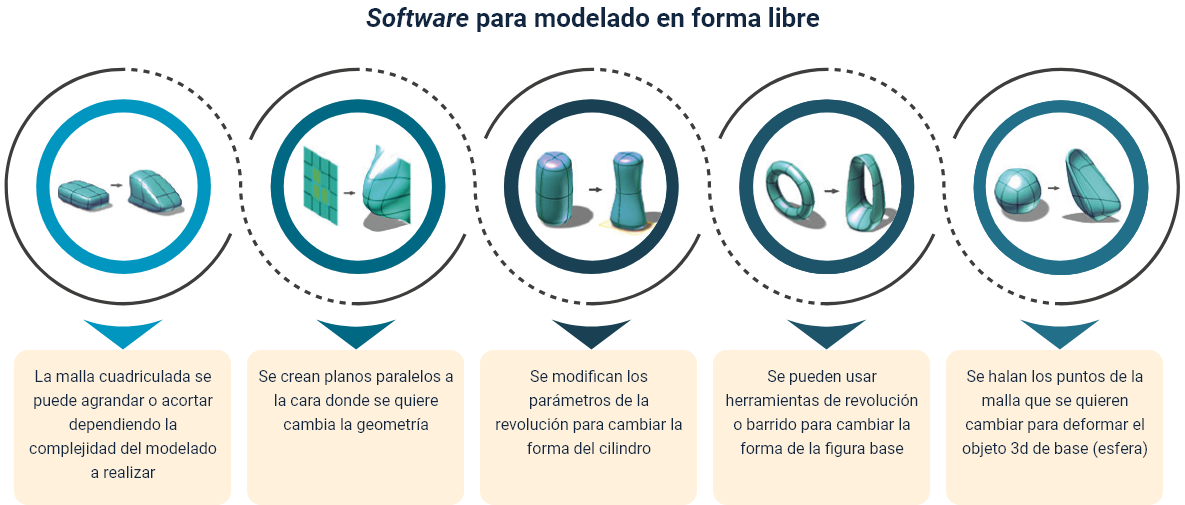 Software para modelado en forma libre
La malla cuadriculada se
puede agrandar o acortar
dependiendo la
complejidad del modelado
a realizar
Se crean planos paralelos a
la cara donde se quiere
cambia la geometría
Se modifican los
parámetros de la
revolución para cambiar la
forma del cilindro
Se pueden usar
herramientas de revolución
o barrido para cambiar la
forma de la figura base
Se halan los puntos de la
malla que se quieren
cambiar para deformar el
objeto 3d de base (esfera)